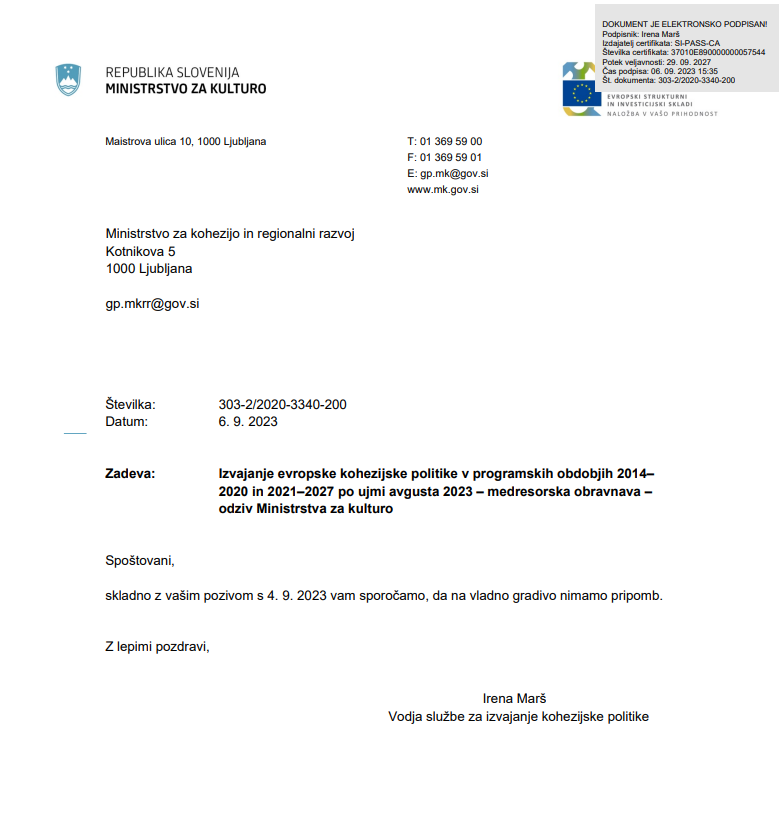 DOKUMENT JE ELEKTRONSKO PODPISAN!
Podpisnik: Irena Marš
Izdajatelj certifikata: SI-PASS-CA
Številka certifikata: 37010E890000000057544
Potek veljavnosti: 29. 09. 2027
Čas podpisa: 06. 09. 2023 15:35
Št. dokumenta: 303-2/2020-3340-200
REPUBLIKA SLOVENIJA
MINISTRSTVO ZA KULTURO
EVROPSKI STRUKTURNI
IN INVESTICIJSKI SKLADI
NALOŽBA V VAŠO PRIHODNOST
Maistrova ulica 10, 1000 Ljubljana
T: 01 369 59 00
F: 01 369 59 01
E: gp.mk@gov.si
www.mk.gov.si
Ministrstvo za kohezijo in regionalni razvoj
Kotnikova 5
1000 Ljubljana
gp.mkrr@gov.si
Številka: 303-2/2020-3340-200
Datum: 6. 9. 2023
Zadeva: Izvajanje evropske kohezijske politike v programskih obdobjih 2014–
2020 in 2021–2027 po ujmi avgusta 2023 – medresorska obravnava –
odziv Ministrstva za kulturo
Spoštovani,
skladno z vašim pozivom s 4. 9. 2023 vam sporočamo, da na vladno gradivo nimamo pripomb.
Z lepimi pozdravi,
Irena Marš
Vodja službe za izvajanje kohezijske politike